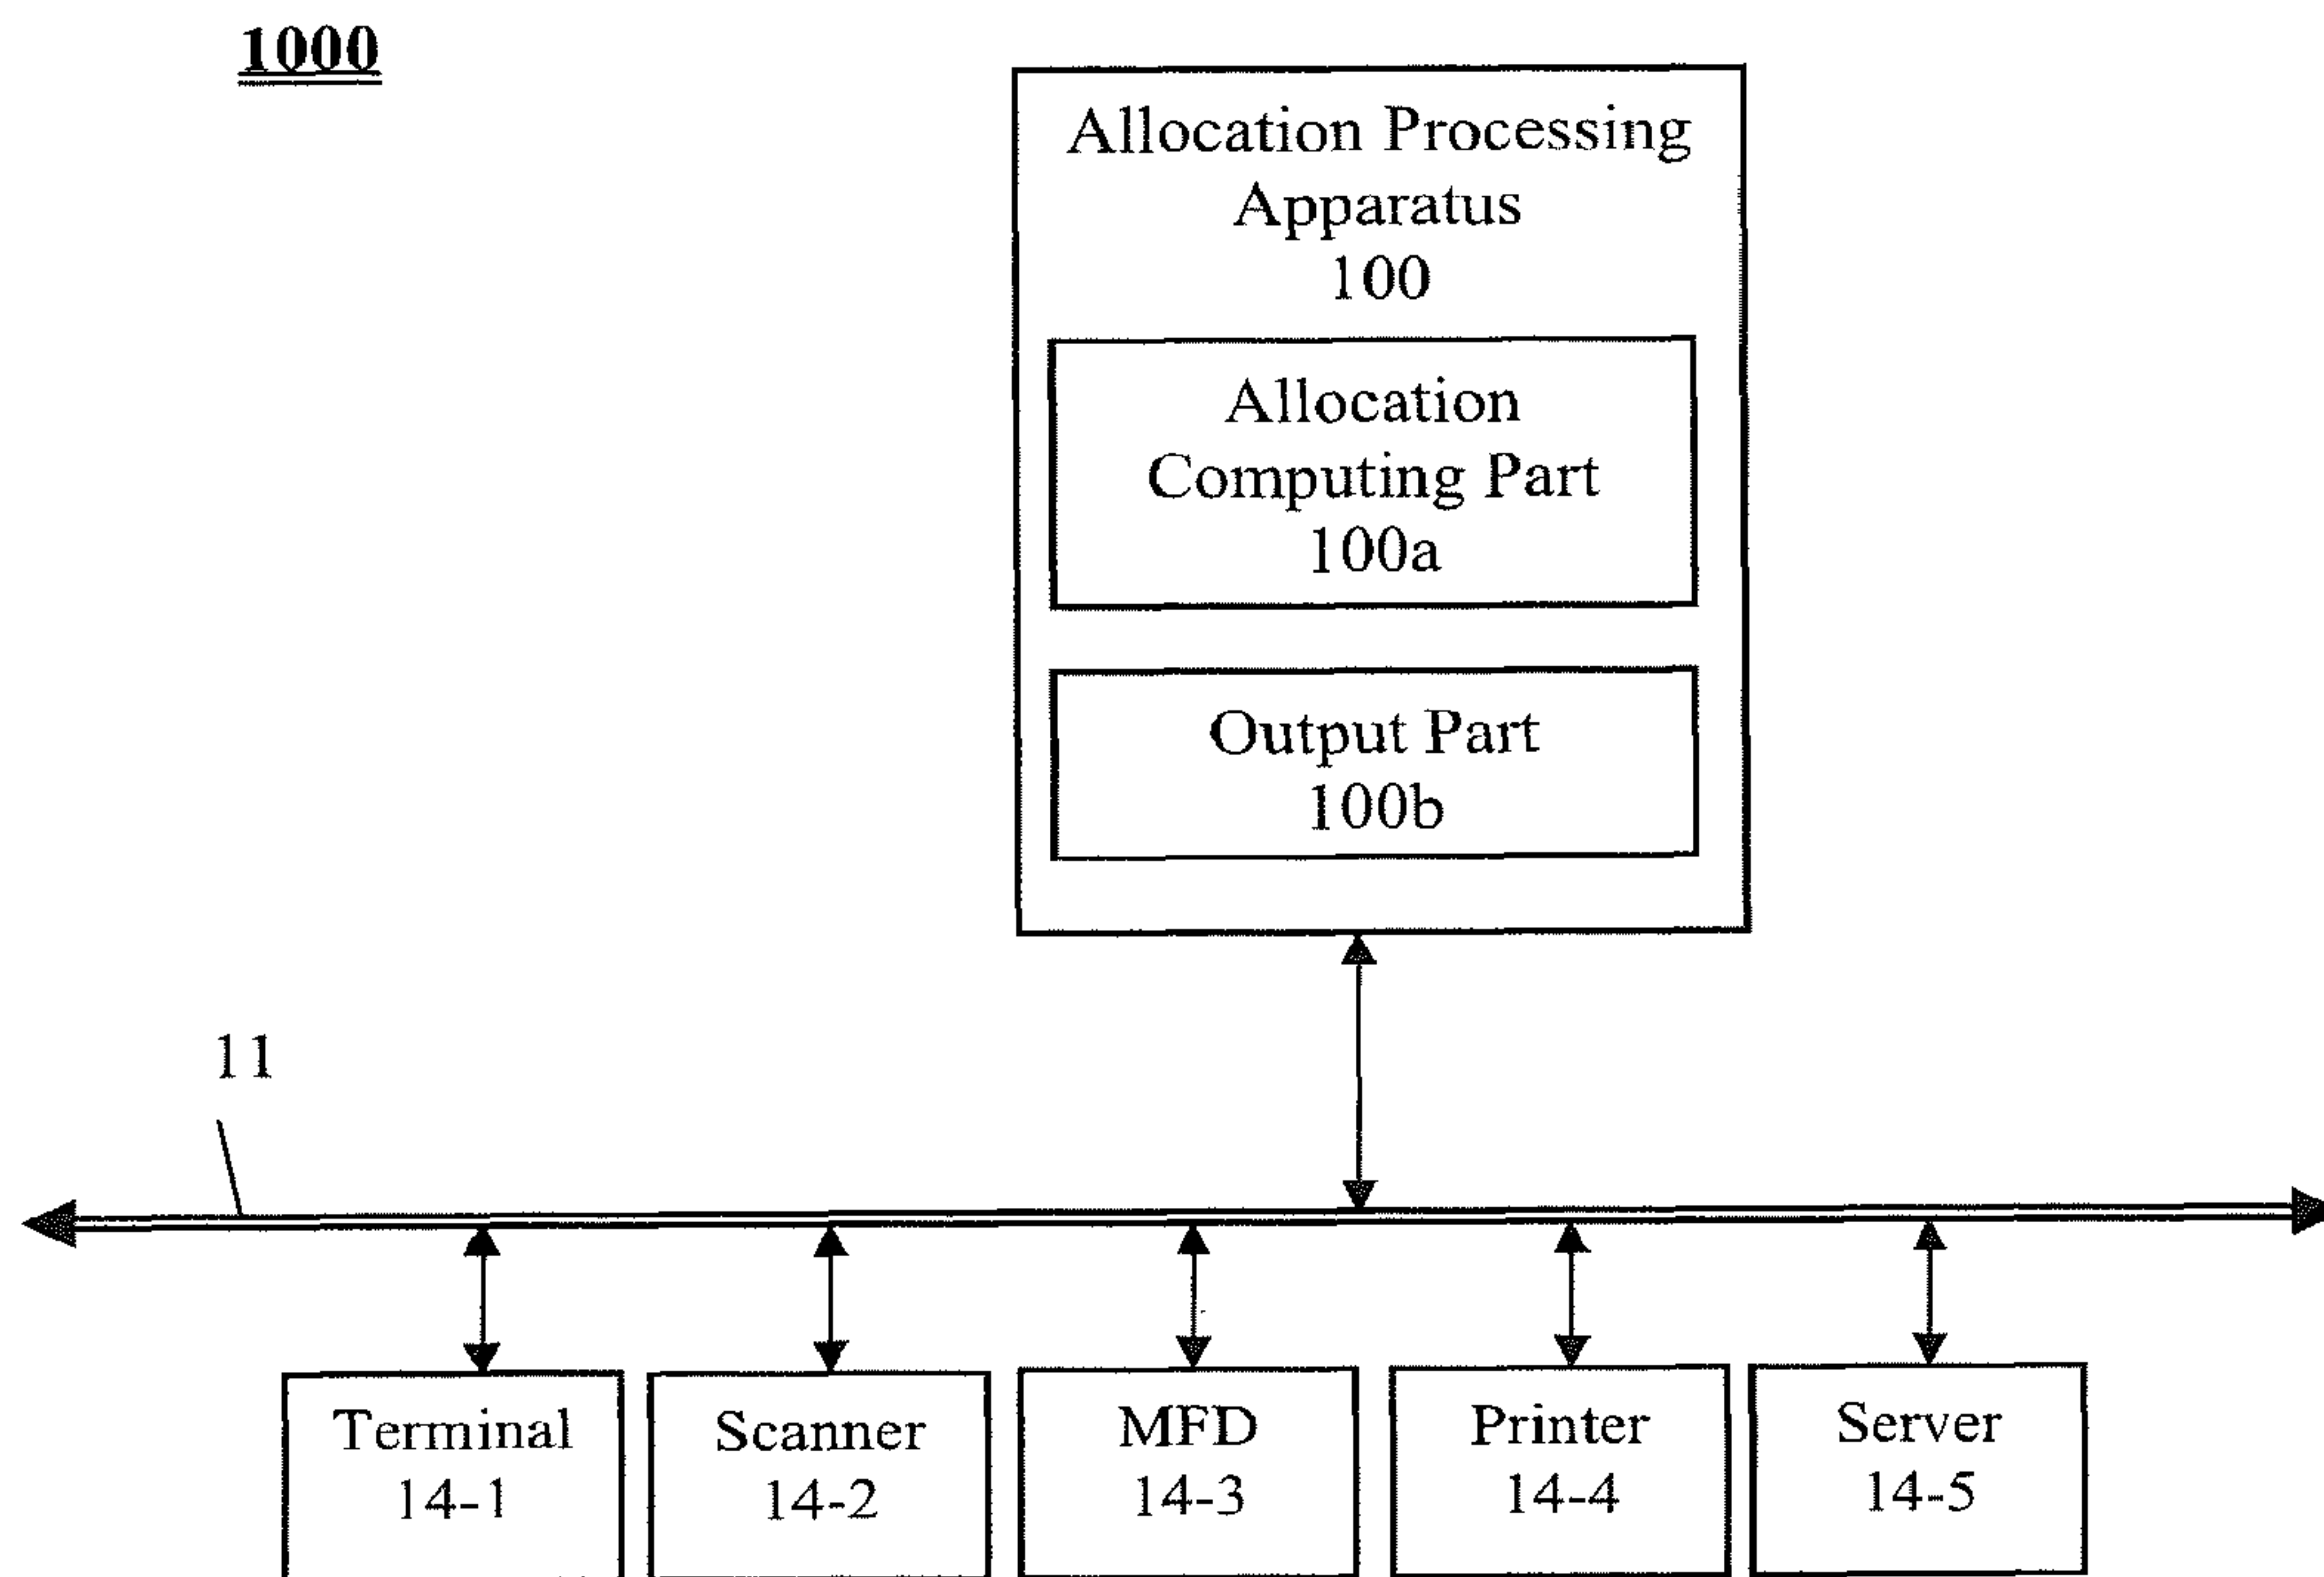 1000
Allocation Processing
Apparatus
100
Allocation
Computing Part
100a
Output Part
100b
11
Terminal
14-1
Scanner
14-2
MFD
14-3
Printer
14-4
Server
14-5